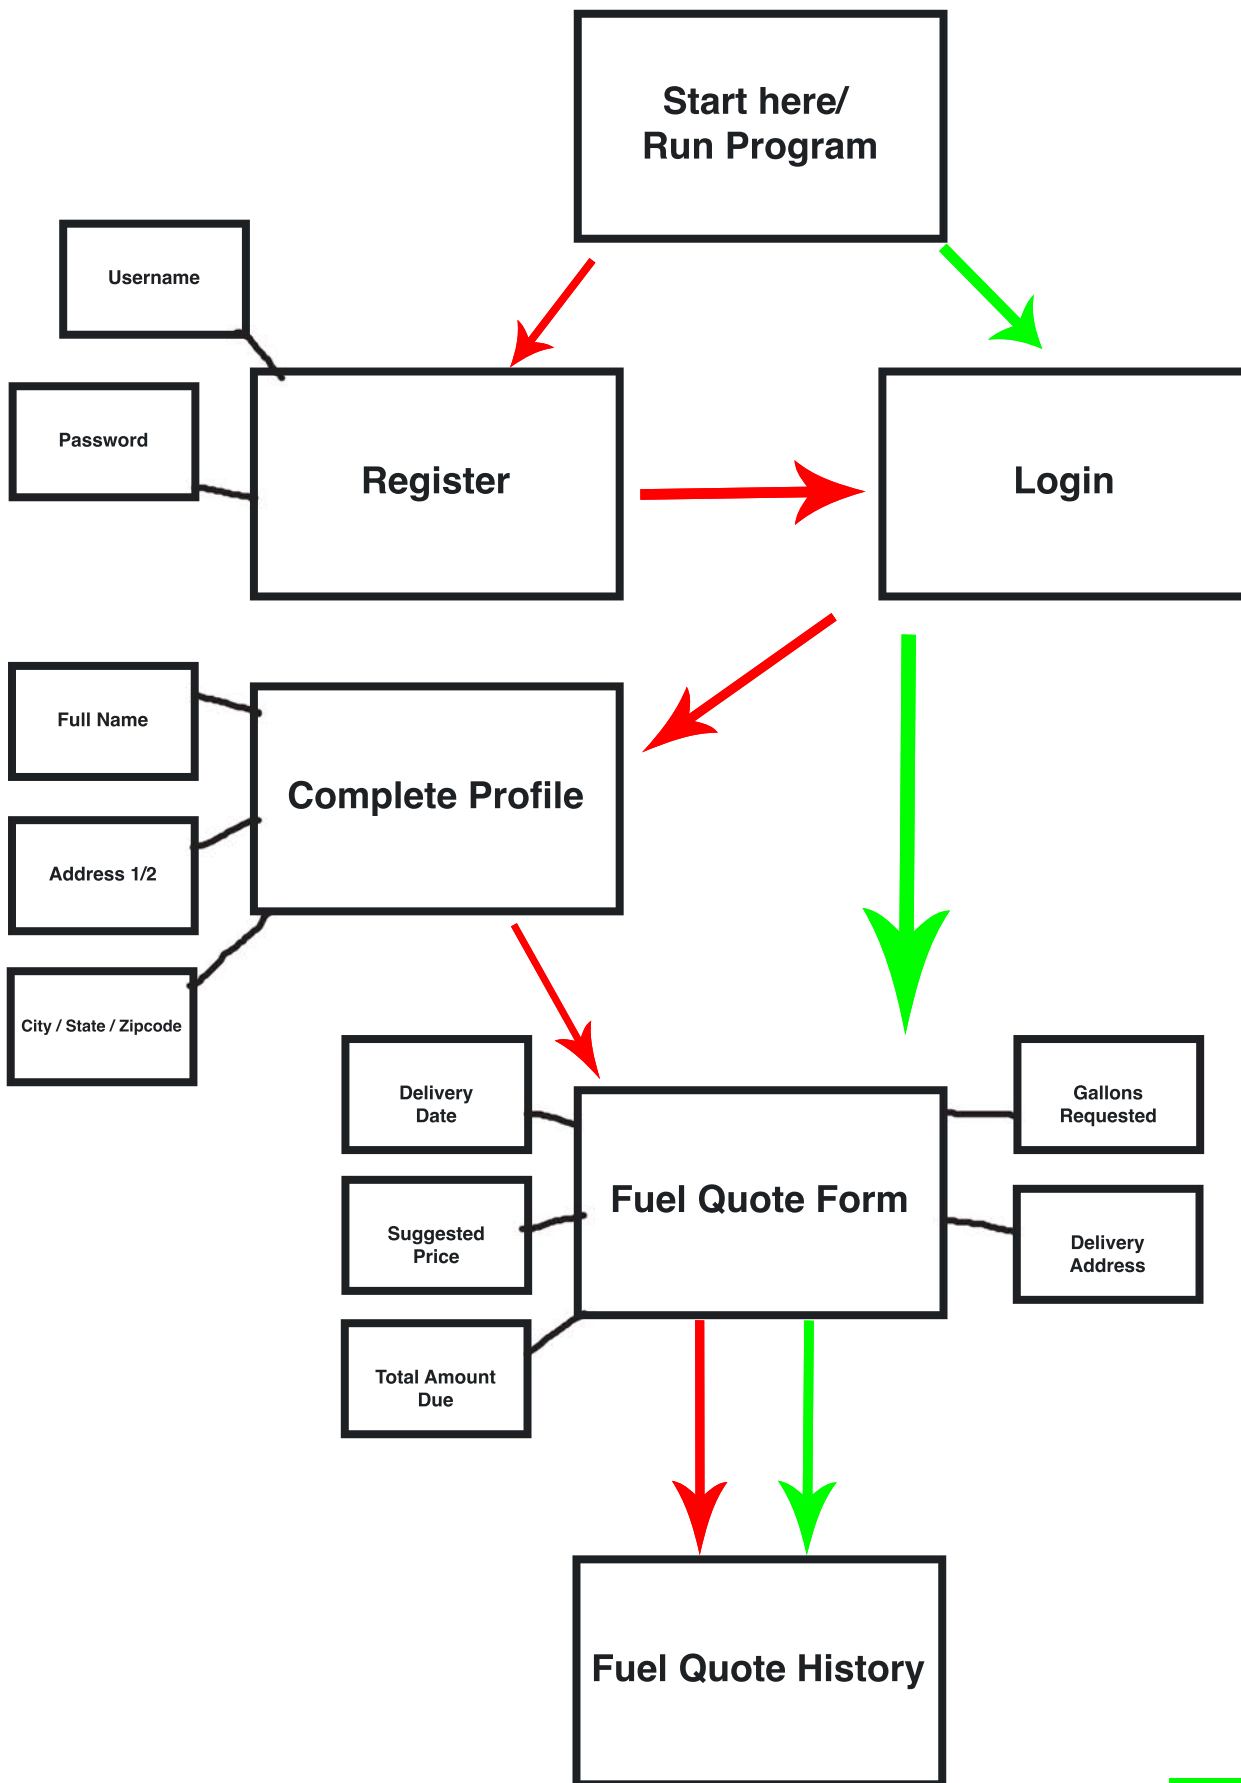 Start here/
Run Program
Username
Password
Register
Login
Full Name
Complete Profile
Address 1/2
City / State / Zipcode
Delivery
Date
Gallons
Requested
Fuel Quote Form
Suggested
Price
Delivery
Address
Total Amount
Due
Fuel Quote History